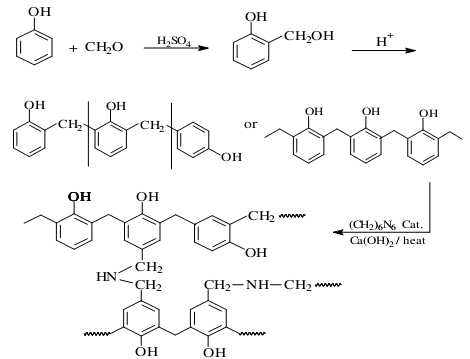 OH
+ CH2O
H2SO4
OH
CH2OH
H+
OH
CH2
OH
CH2
OH
or
OH
OH
OH
(CH2)6N6 Cat.
Ca(OH)2 / heat
OH
OH
CH2
OH
CH2
HN
CH2
CH2–NH–CH2
OH
OH